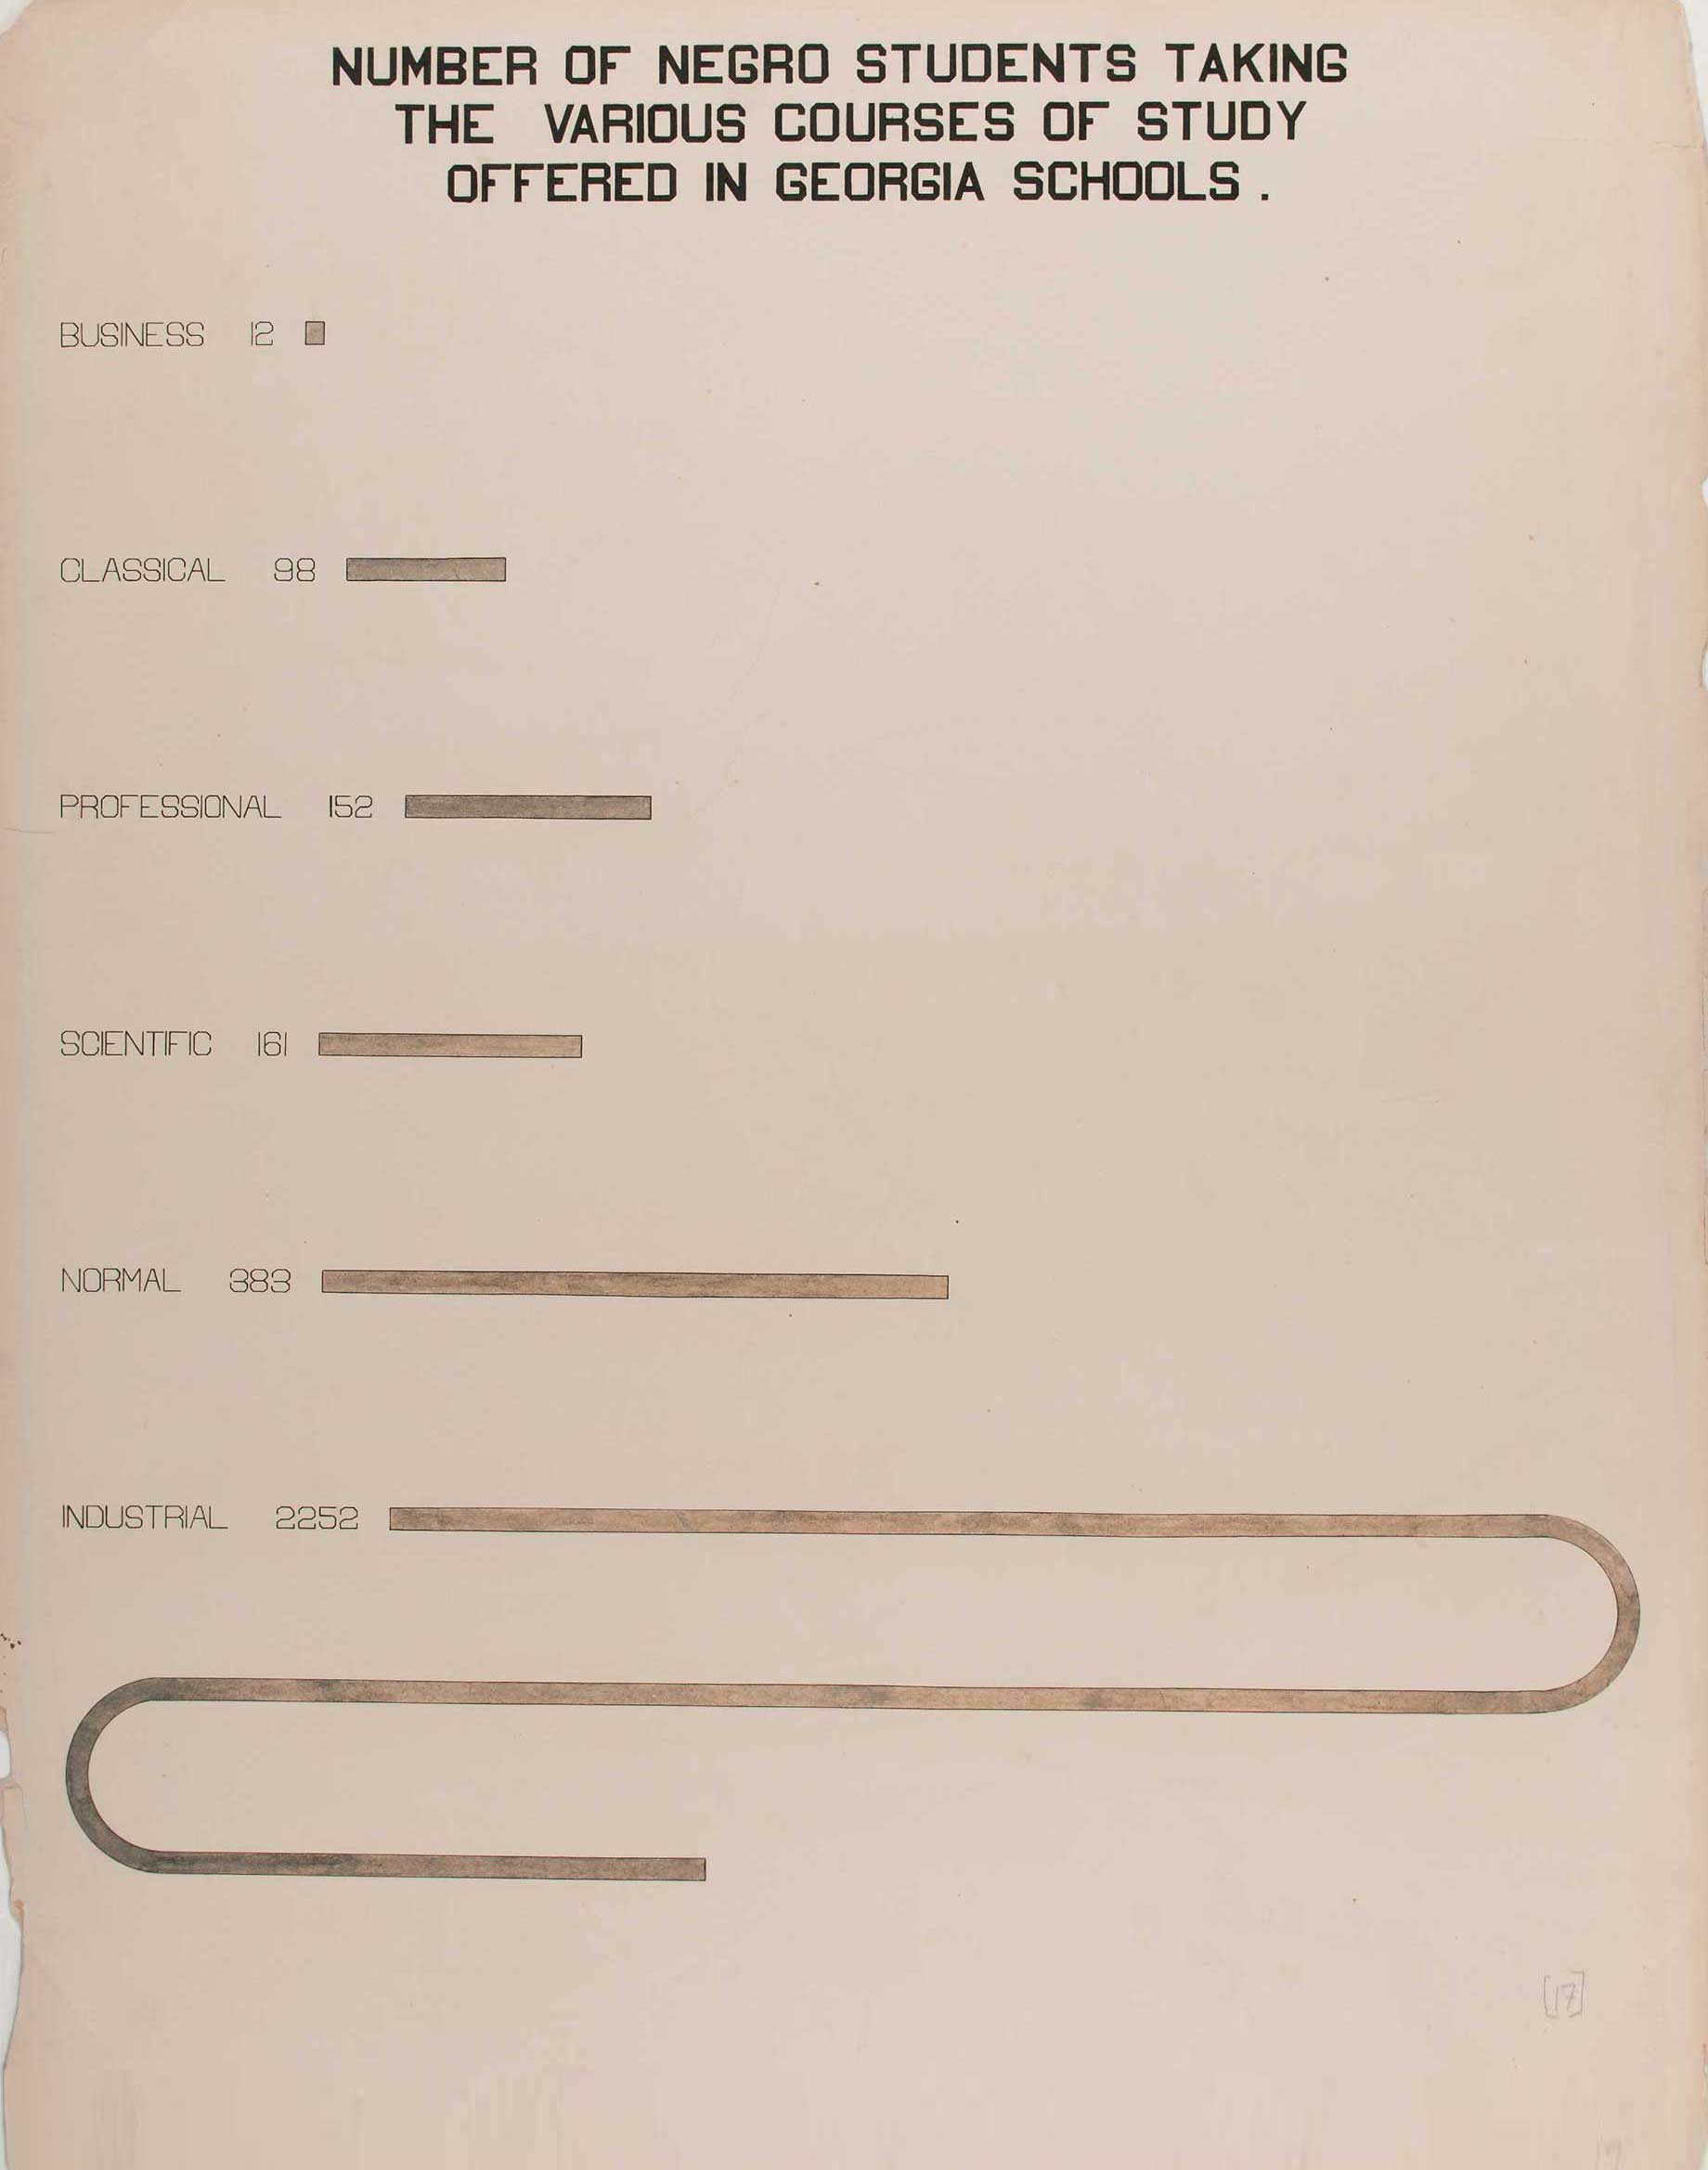 NUMBER OF NEGRO STUDENTS TAKING
THE VARIOUS COURSES OF STUDY
OFFERED IN GEORGIA SCHOOLS .
BUSINESS 12
CLASSICAL 98
PROFESSIONAL 152
SCIENTIFIC 161
NORMAL 383
INDUSTRIAL 2252
[17]